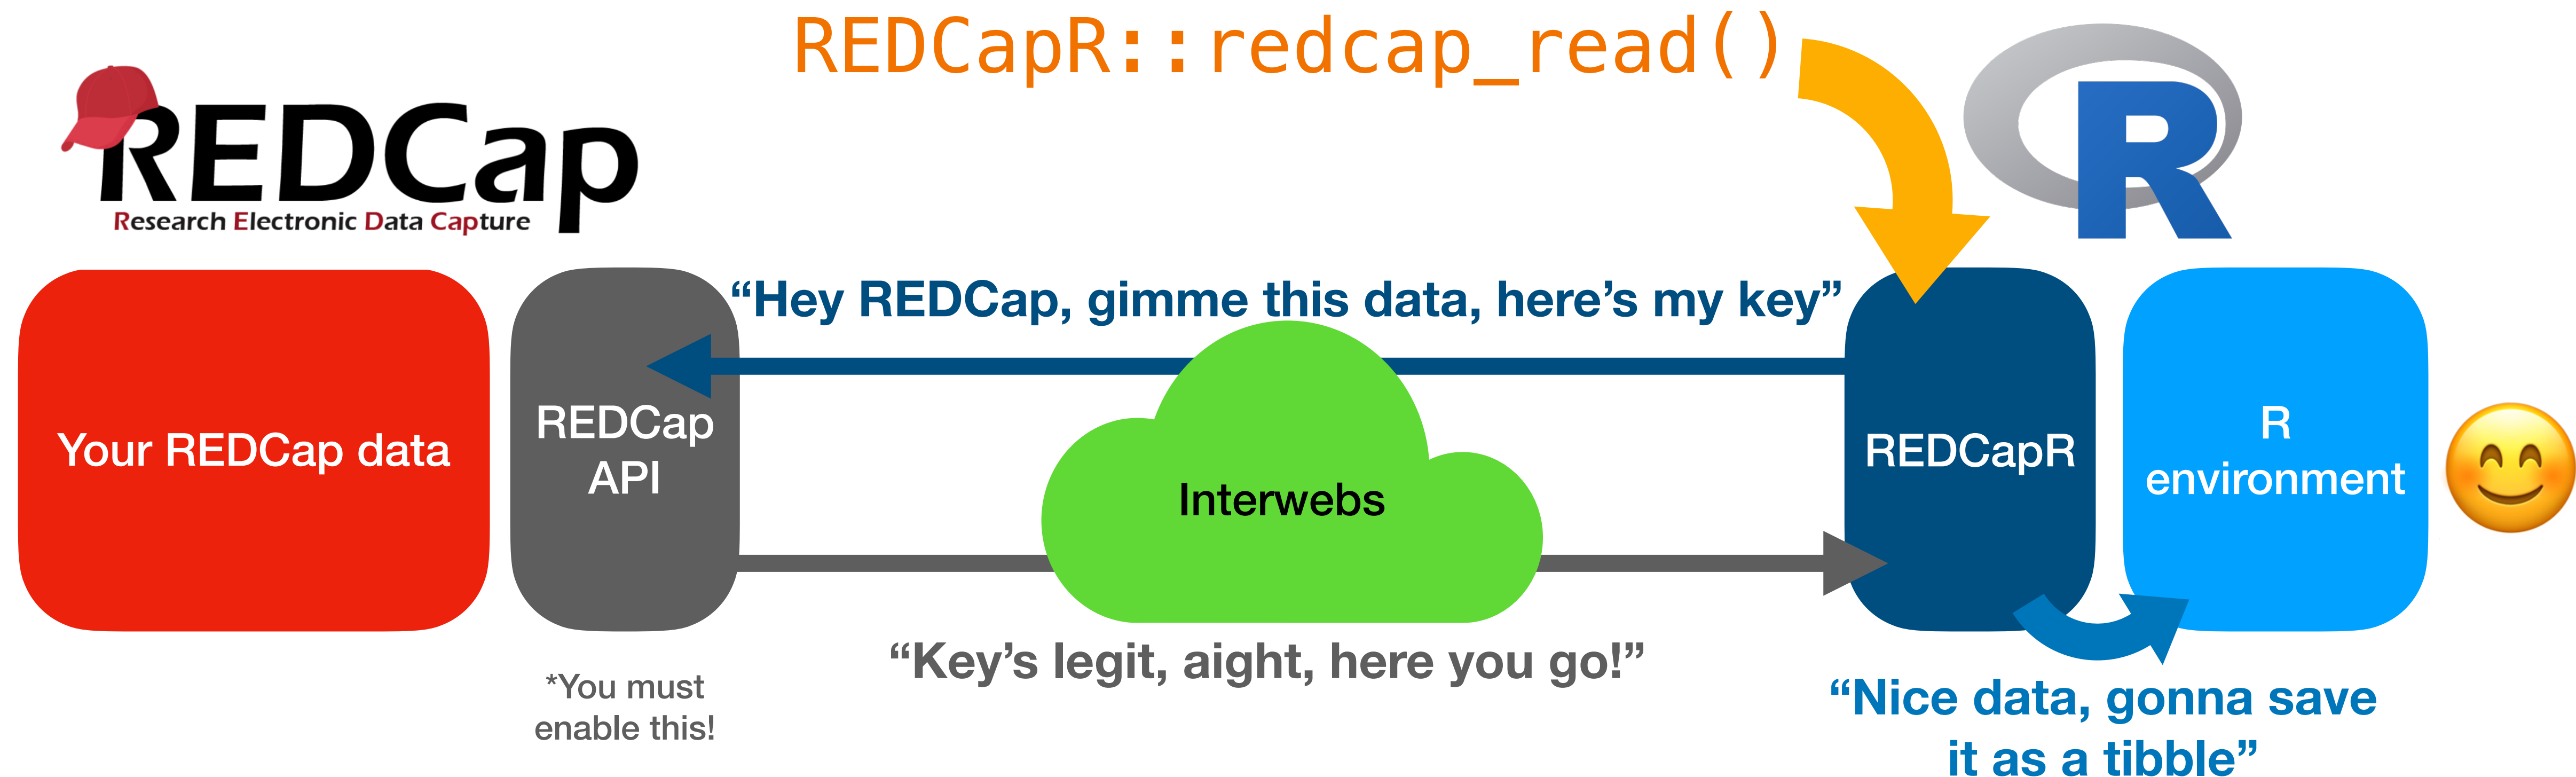 REDCapR::redcap_read()
REDCap
Research Electronic Data Capture
R
“Hey REDCap, gimme this data, here’s my key”
Your REDCap data
REDCap
API
Interwebs
REDCapR
R
environment
“Key’s legit, aight, here you go!”
*You must
enable this!
“Nice data, gonna save
it as a tibble”